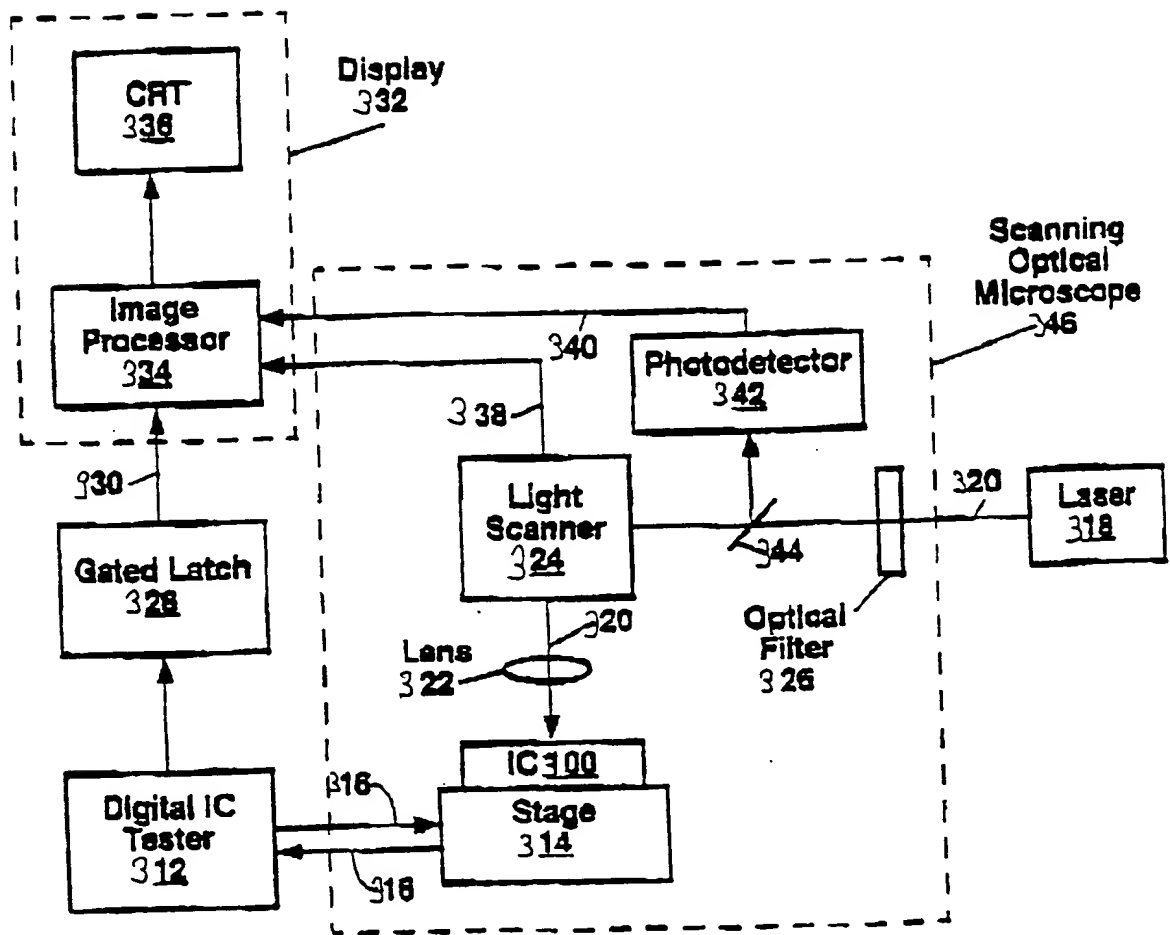 CRT
336
Display
332
Scanning
Optical
Microscope
346
Image
Processor
334
340
Photodetector
342
338
330
Light
Scanner
324
344
320
Laser
318
Gated Latch
328
320
Lens
322
Optical
Filter
326
IC
Stage
314
316
Digital IC
Tester
312
316